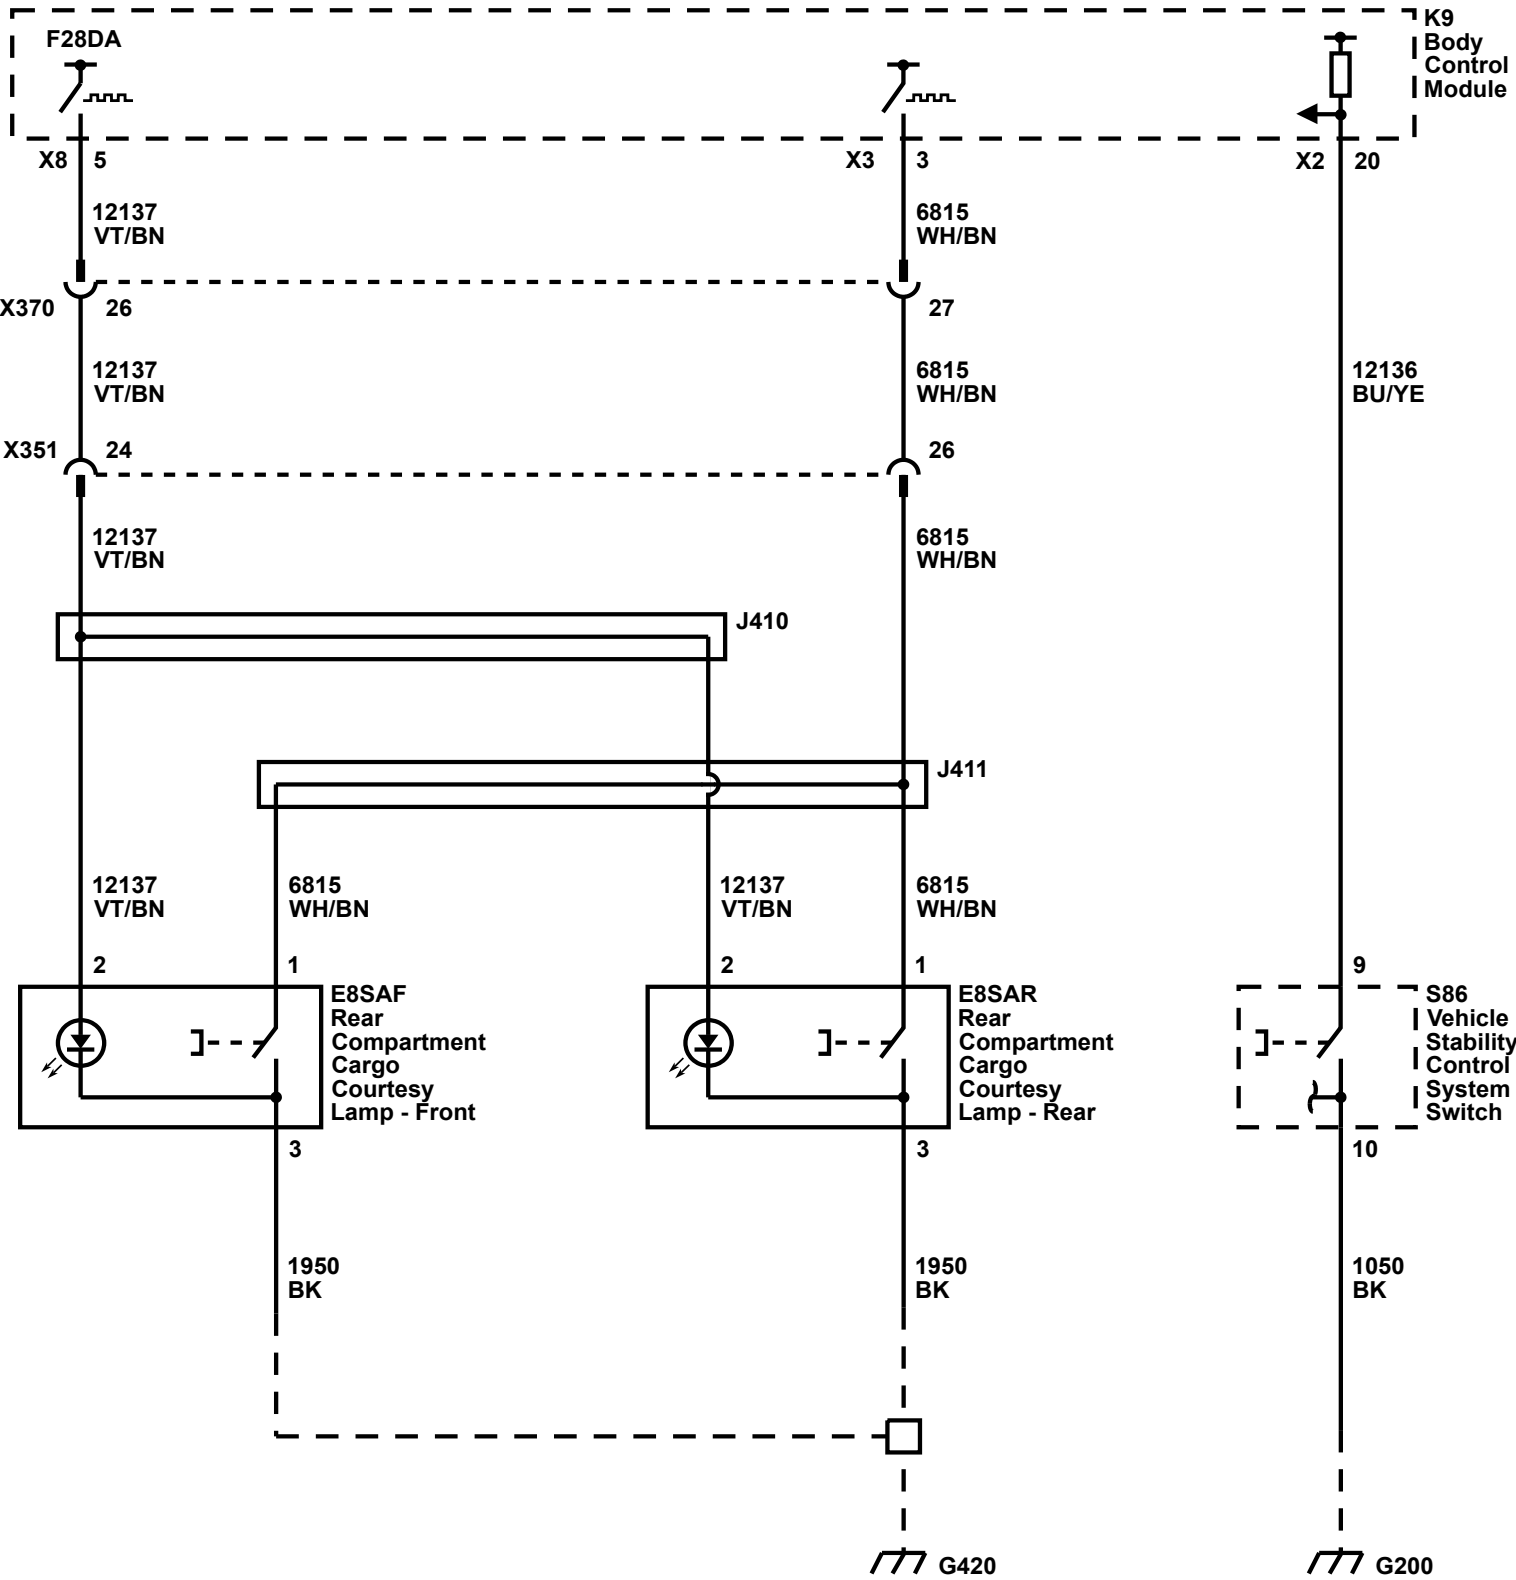 F28DA
K9
Body
Control
Module
X8 5
X3 3
X2 20
12137
VT/BN
6815
WH/BN
X370 26
27
12137
VT/BN
6815
WH/BN
12136
BU/YE
X351 24
26
12137
VT/BN
6815
WH/BN
J410
J411
12137
VT/BN
6815
WH/BN
12137
VT/BN
6815
WH/BN
2
1
2
1
9
E8SAF
Rear
Compartment
Cargo
Courtesy
Lamp - Front
E8SAR
Rear
Compartment
Cargo
Courtesy
Lamp - Rear
S86
Vehicle
Stability
Control
System
Switch
3
3
10
1950
BK
1950
BK
1050
BK
G420
G200